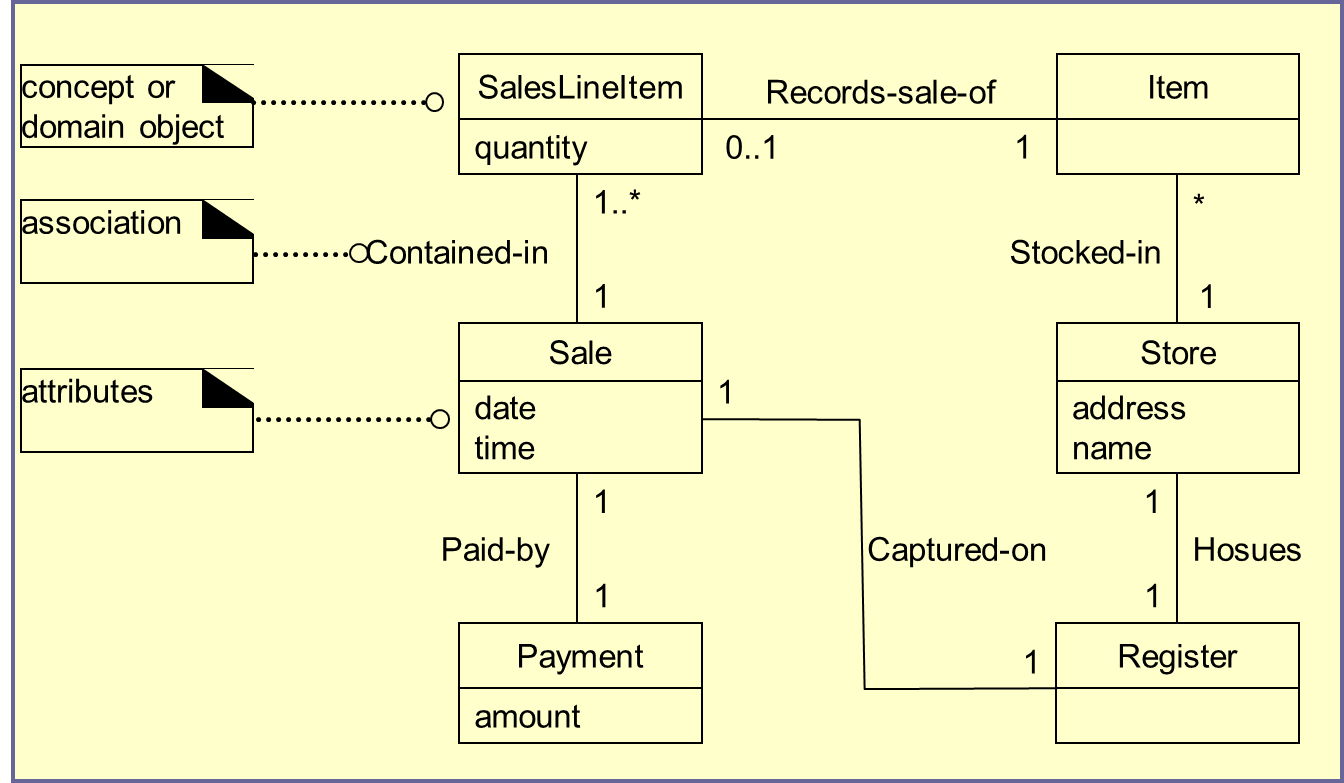 concept or
domain object
SalesLineItem
quantity
Records-sale-of
0..1
1
Item
association
1..*
Contained-in
1
*
Stocked-in
1
attributes
Sale
date
time
1
Store
address
name
1
Paid-by
1
Captured-on
1
Hosues
1
Payment
amount
1
Register